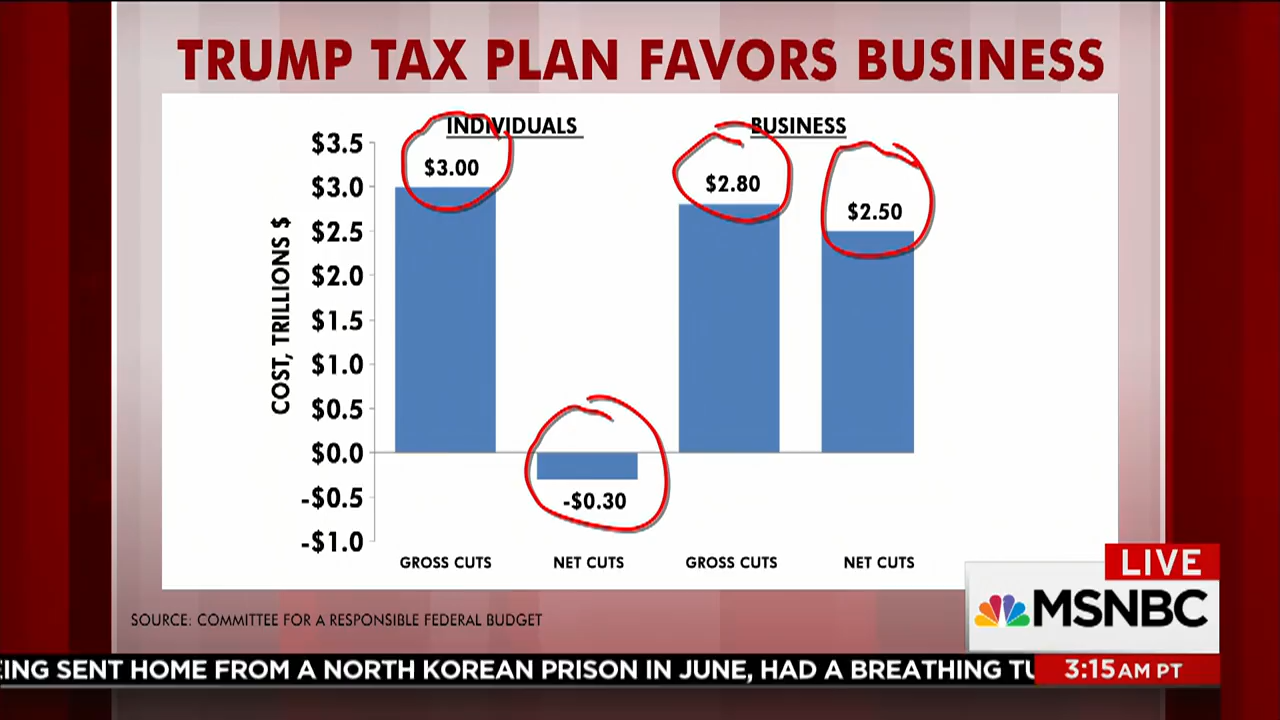 TRUMP TAX PLAN FAVORS BUSINESS
INDIVIDUALS
BUSINESS
COST, TRILLIONS $
$3.5
$3.0
$2.5
$2.0
$1.5
$1.0
$0.5
$0.0
-$0.5
-$1.0
$3.00
-$0.30
$2.80
$2.50
GROSS CUTS
NET CUTS
GROSS CUTS
NET CUTS
SOURCE: COMMITTEE FOR A RESPONSIBLE FEDERAL BUDGET
LIVE
MSNBC
SENT HOME FROM A NORTH KOREAN PRISON IN JUNE, HAD A BREATHING
3:15 AM PT